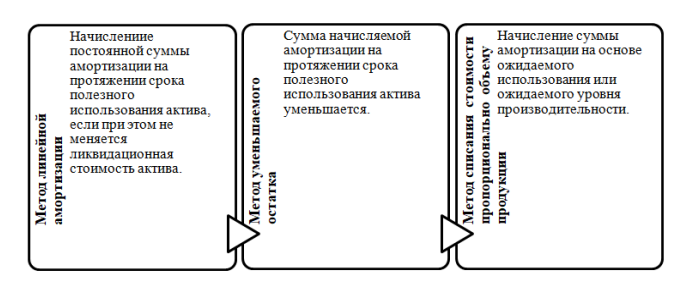 Метод линейной
амортизации
Начислениие
постоянной суммы
амортизации на
протяжении срока
полезного
использования актива,
если при этом не
меняется
ликвидационная
стоимость актива.
Метод уменьшаемого
остатка
Сумма начисляемой
амортизации на
протяжении срока
полезного
использования актива
уменьшается.
Метод списания стоимости
пропорционально объему
продукции
Начисление суммы
амортизации на основе
ожидаемого
использования или
ожидаемого уровня
производительности.